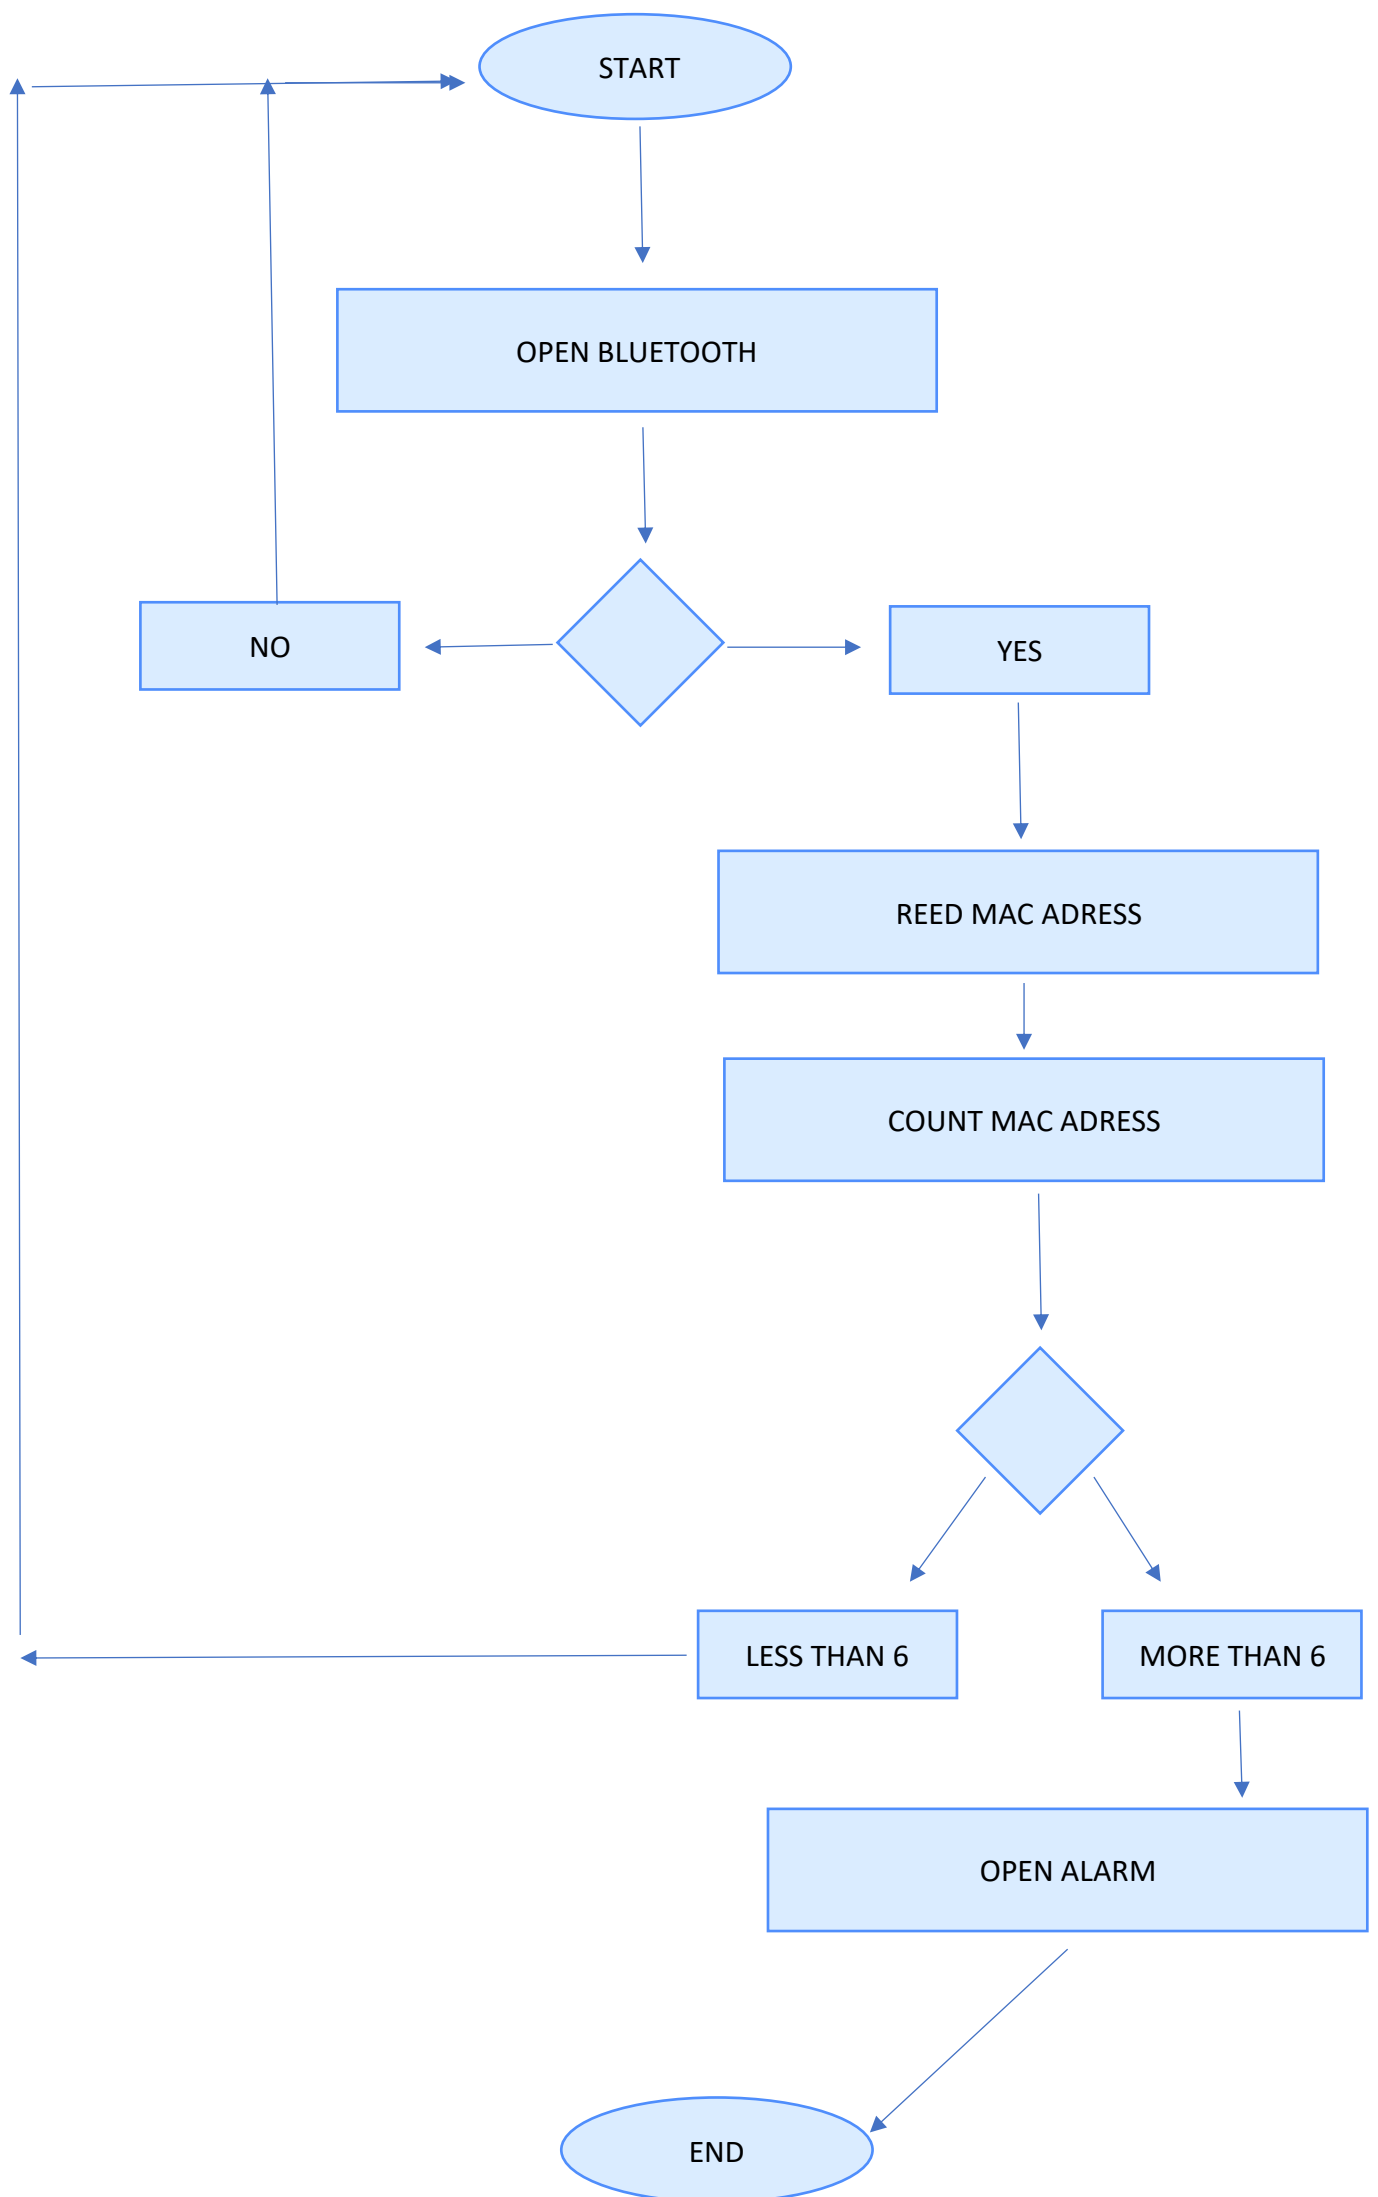 START
OPEN BLUETOOTH
NO
YES
REED MAC ADRESS
COUNT MAC ADRESS
LESS THAN 6
MORE THAN 6
OPEN ALARM
END